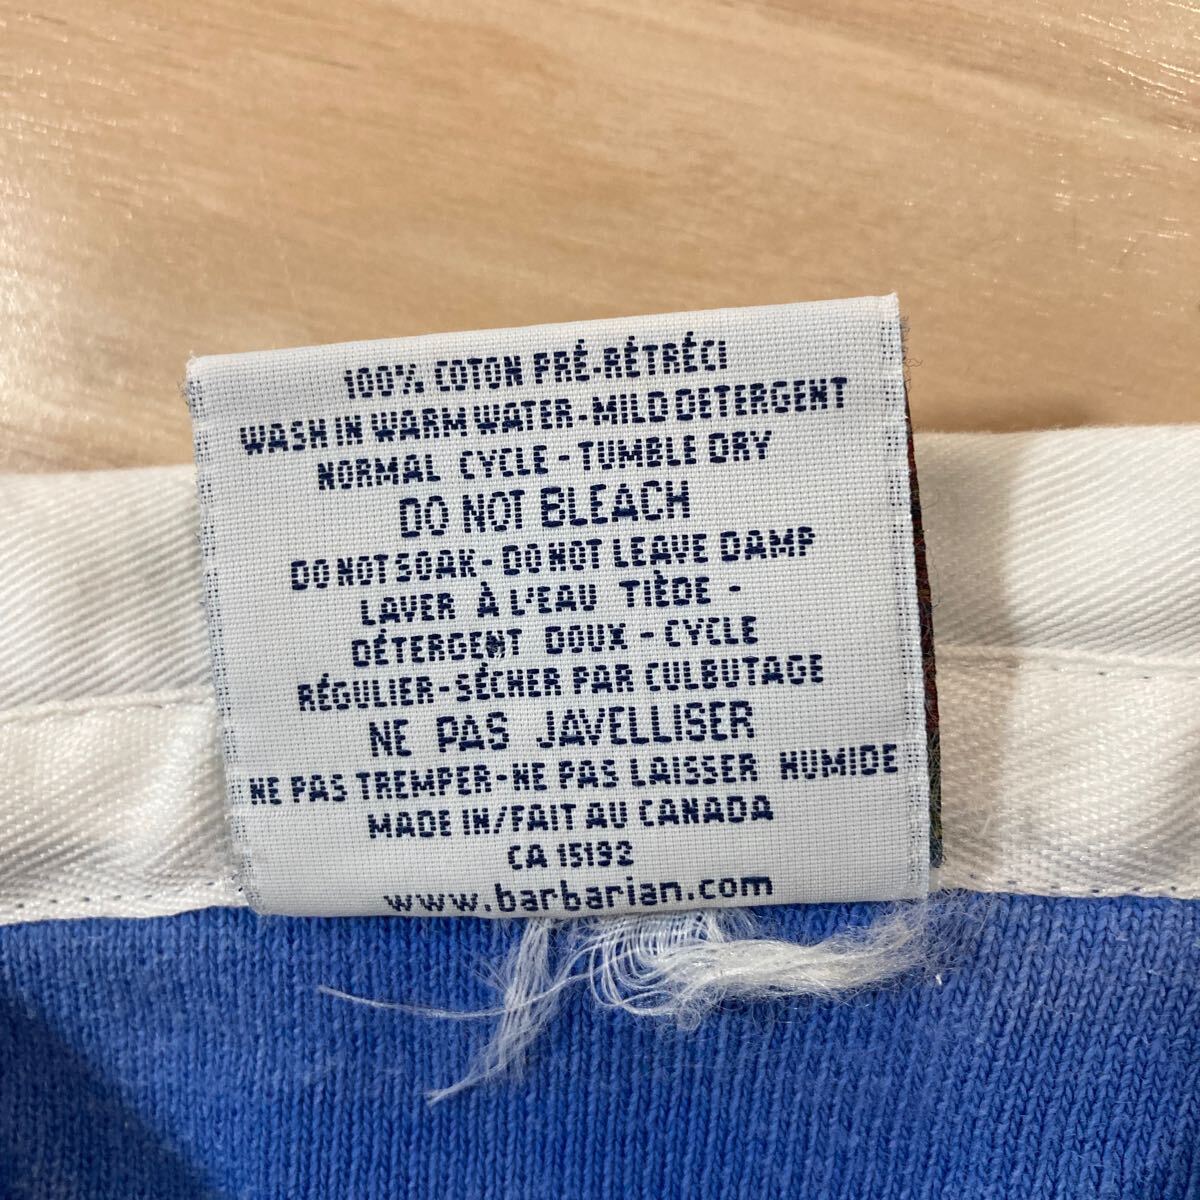 100% COTON PRÉ-RÉTRÉCI
WASH IN WARM WATER-MILD DETERGENT
NORMAL CYCLE - TUMBLE DRY
DO NOT BLEACH
DO NOT SOAK - DO NOT LEAVE DAMP
LAVER À L'EAU TIÈDE -
DÉTERGENT DOUX - CYCLE
RÉGULIER-SÉCHER PAR CULBUTAGE
NE PAS JAVELLISER
NE PAS TREMPER-NE PAS LAISSER HUMIDE
MADE IN/FAIT AU CANADA
CA 15192
www.barbarian.com